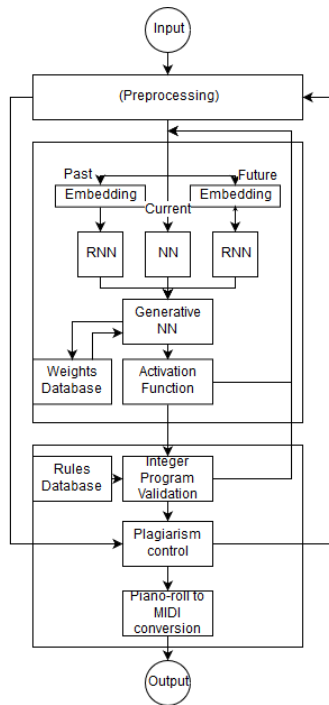 Input
(Preprocessing)
Past
Future
Embedding
Embedding
Current
RNN
NN
RNN
Generative
NN
Weights
Database
Activation
Function
Rules
Database
Integer
Program
Validation
Plagiarism
control
Piano-roll to
MIDI
conversion
Output